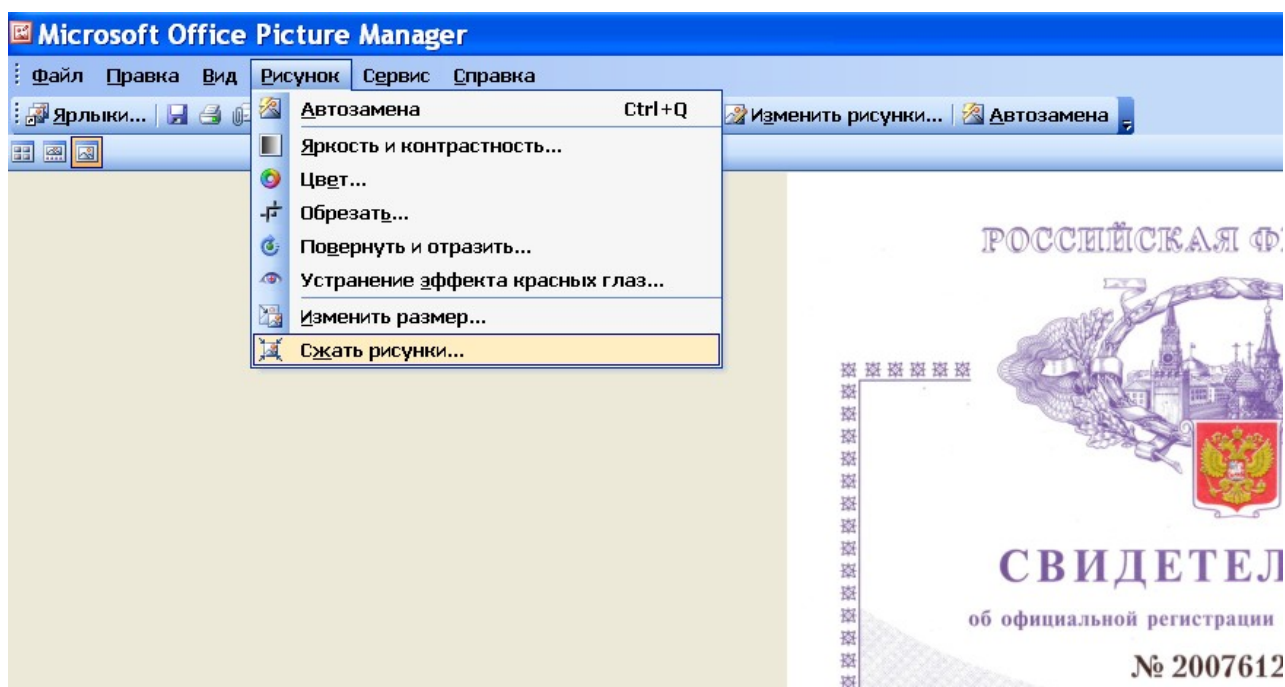 Microsoft Office Picture Manager
Файл Правка Вид Рисунок Сервис Справка
Ярлыки... Изменить рисунки... Автозамена
Автозамена Ctrl+Q
Яркость и контрастность...
Цвет...
Обрезать...
Повернуть и отразить...
Устранение эффекта красных глаз...
Изменить размер...
Сжать рисунки...
РОССИЙСКАЯ Ф
СВИДЕТЕЛ
об официальной регистрации
№ 2007612